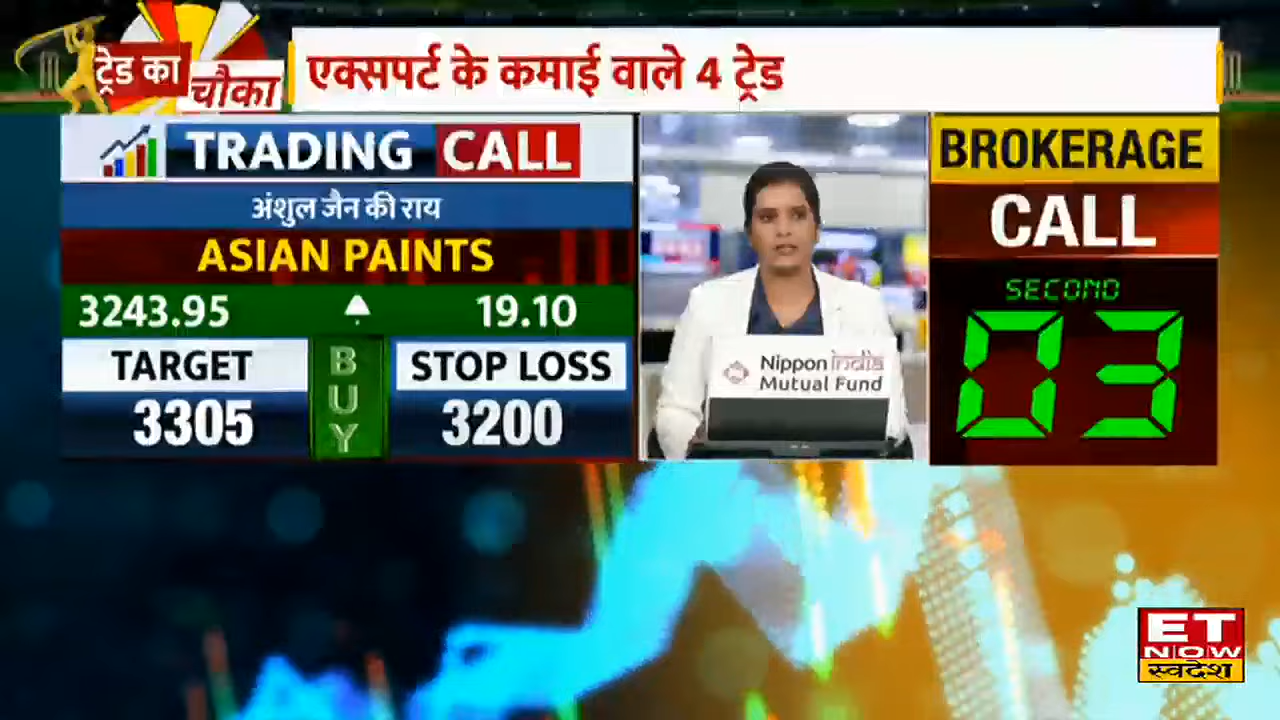 ट्रेड का
चौका
एक्सपर्ट के कमाई वाले 4 ट्रेड
TRADING CALL
अंशुल जैन की राय
ASIAN PAINTS
3243.95 ▲ 19.10
TARGET
3305
BUY
STOP LOSS
3200
Nippon india
Mutual Fund
BROKERAGE
CALL
SECOND
03
ET
NOW
स्वदेश